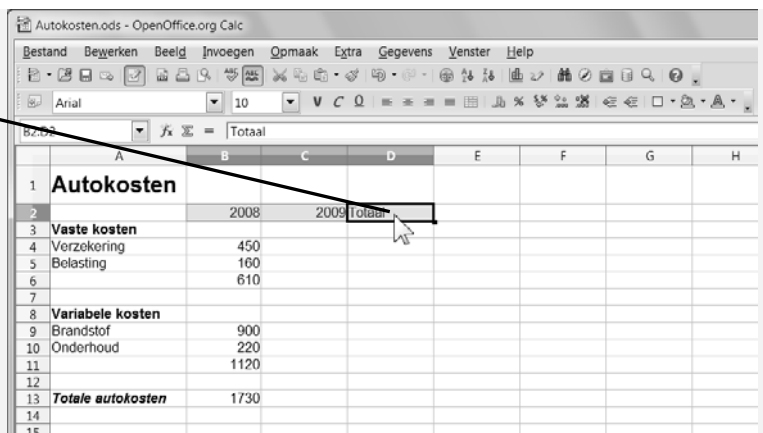 Autokosten.ods - OpenOffice.org Calc
Bestand Bewerken Beeld Invoegen Opmaak Extra Gegevens Venster Help
Arial 10 V C O %
B2:D2 fx Σ = Totaal
A B C D E F G H
1 Autokosten
2 2008 2009 Totaal
3 Vaste kosten
4 Verzekering 450
5 Belasting 160
6 610
7
8 Variabele kosten
9 Brandstof 900
10 Onderhoud 220
11 1120
12
13 Totale autokosten 1730
14
15